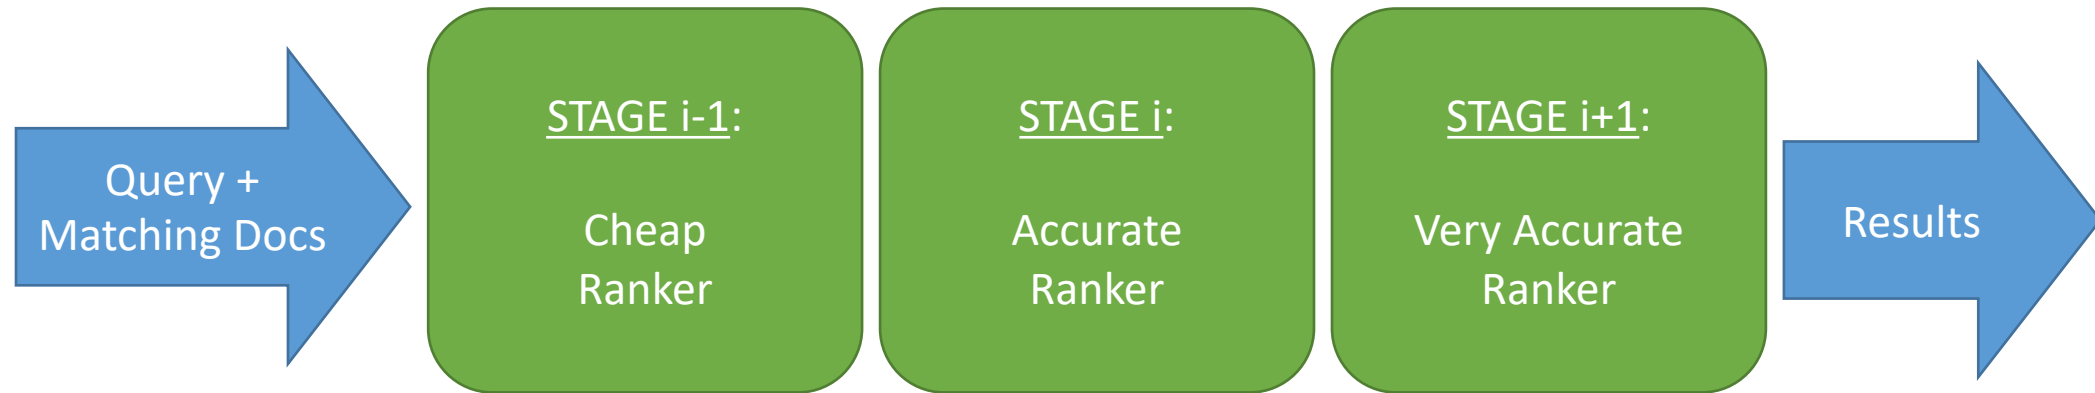 Query +
Matching Docs
STAGE i-1:
Cheap
Ranker
STAGE i:
Accurate
Ranker
STAGE i+1:
Very Accurate
Ranker
Results